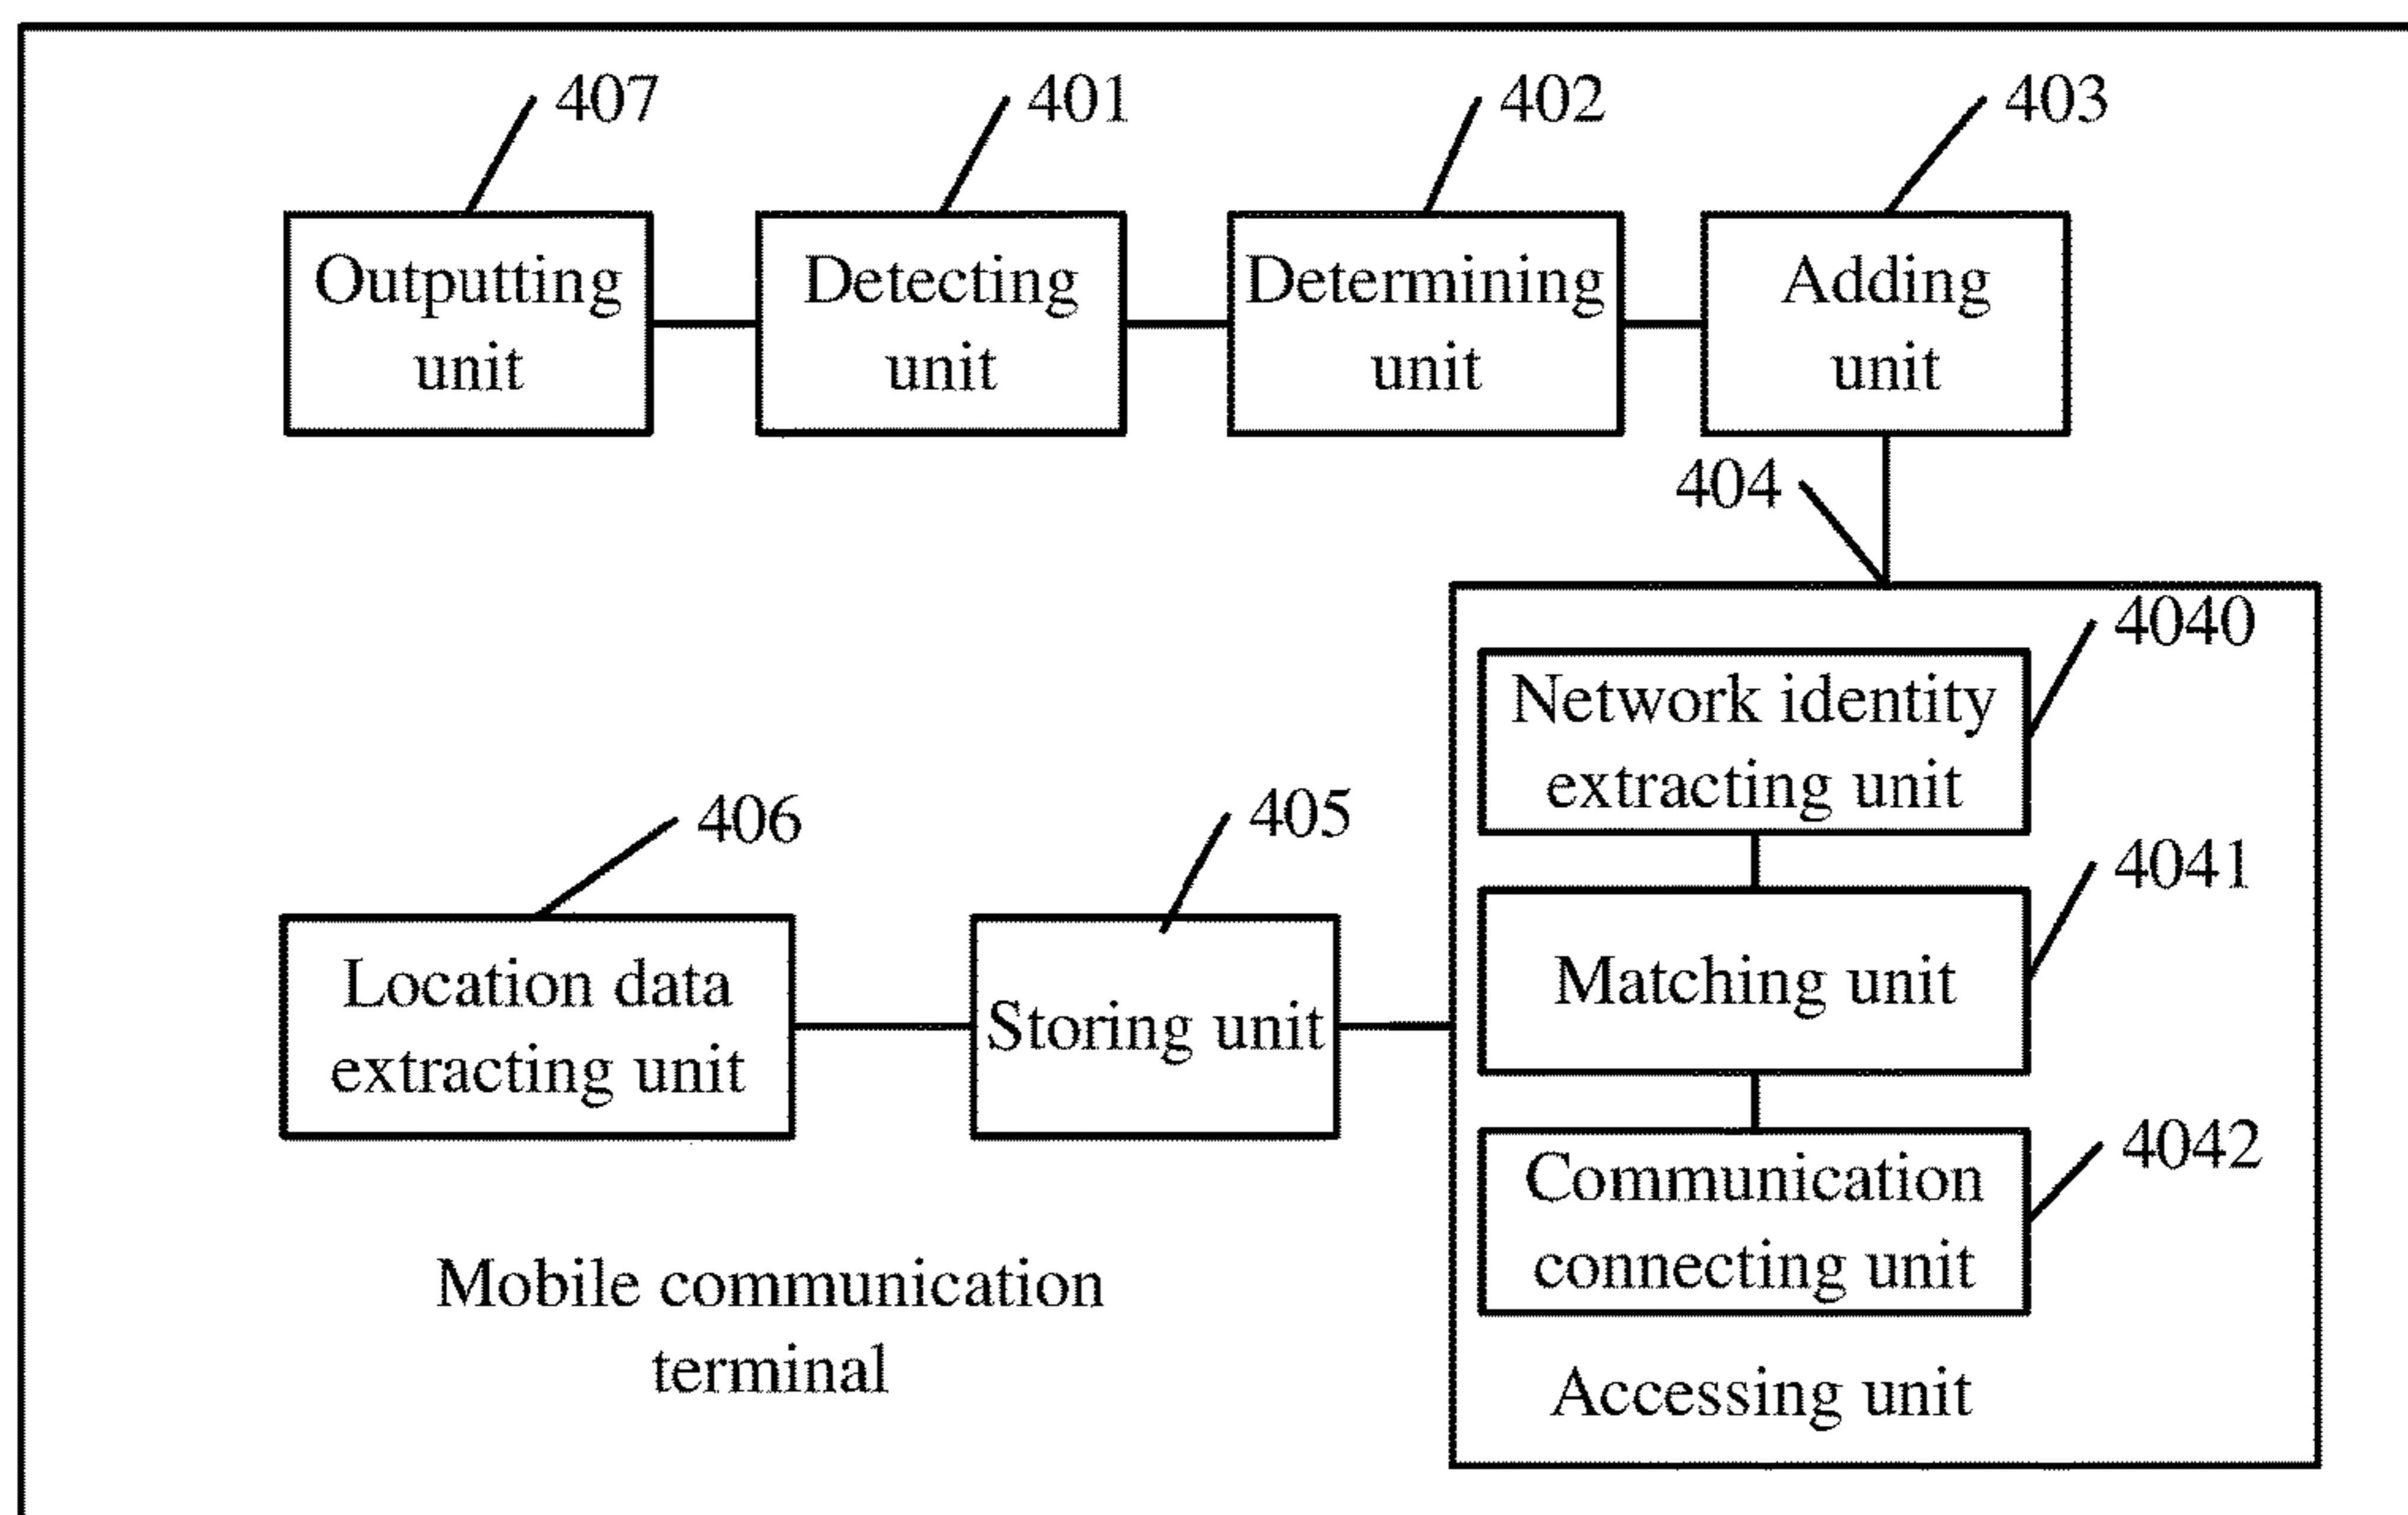 407
401
402
403
Outputting
unit
Detecting
unit
Determining
unit
Adding
unit
404
4040
Network identity
extracting unit
406
405
4041
Location data
extracting unit
Storing unit
Matching unit
4042
Communication
connecting unit
Mobile communication
terminal
Accessing unit